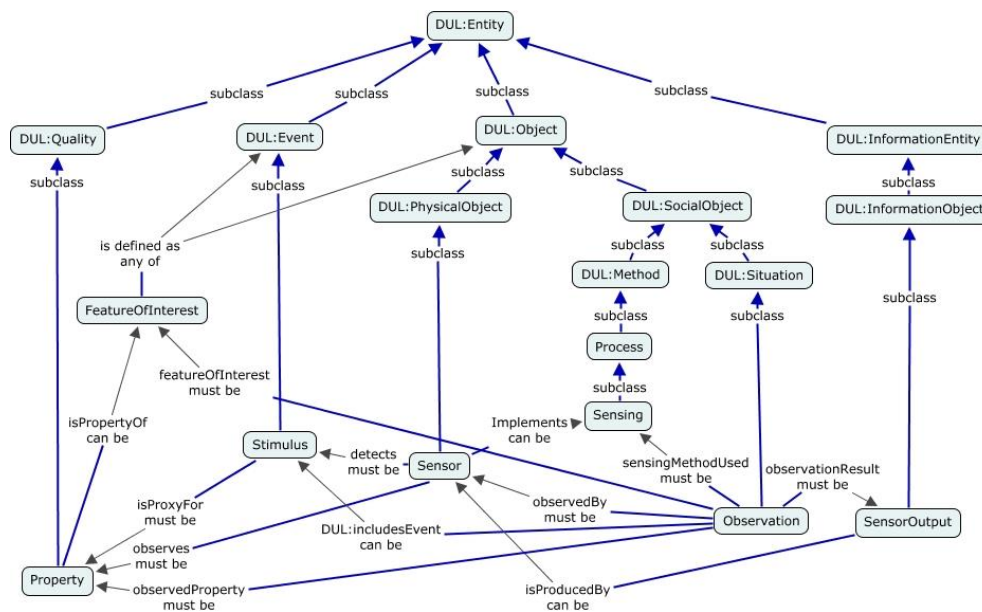 DUL:Entity
subclass
subclass
subclass
subclass
DUL:Quality
DUL:Event
DUL:Object
DUL:InformationEntity
subclass
subclass
subclass
subclass
subclass
DUL:PhysicalObject
DUL:SocialObject
DUL:InformationObject
is defined as
any of
subclass
subclass
subclass
DUL:Method
DUL:Situation
FeatureOfInterest
subclass
subclass
subclass
Process
featureOfInterest
must be
subclass
isPropertyOf
can be
Implements
can be
Sensing
Stimulus
detects
must be
Sensor
sensingMethodUsed
must be
observationResult
must be
isProxyFor
must be
observedBy
must be
Observation
SensorOutput
DUL:includesEvent
can be
observes
must be
Property
observedProperty
must be
isProducedBy
can be